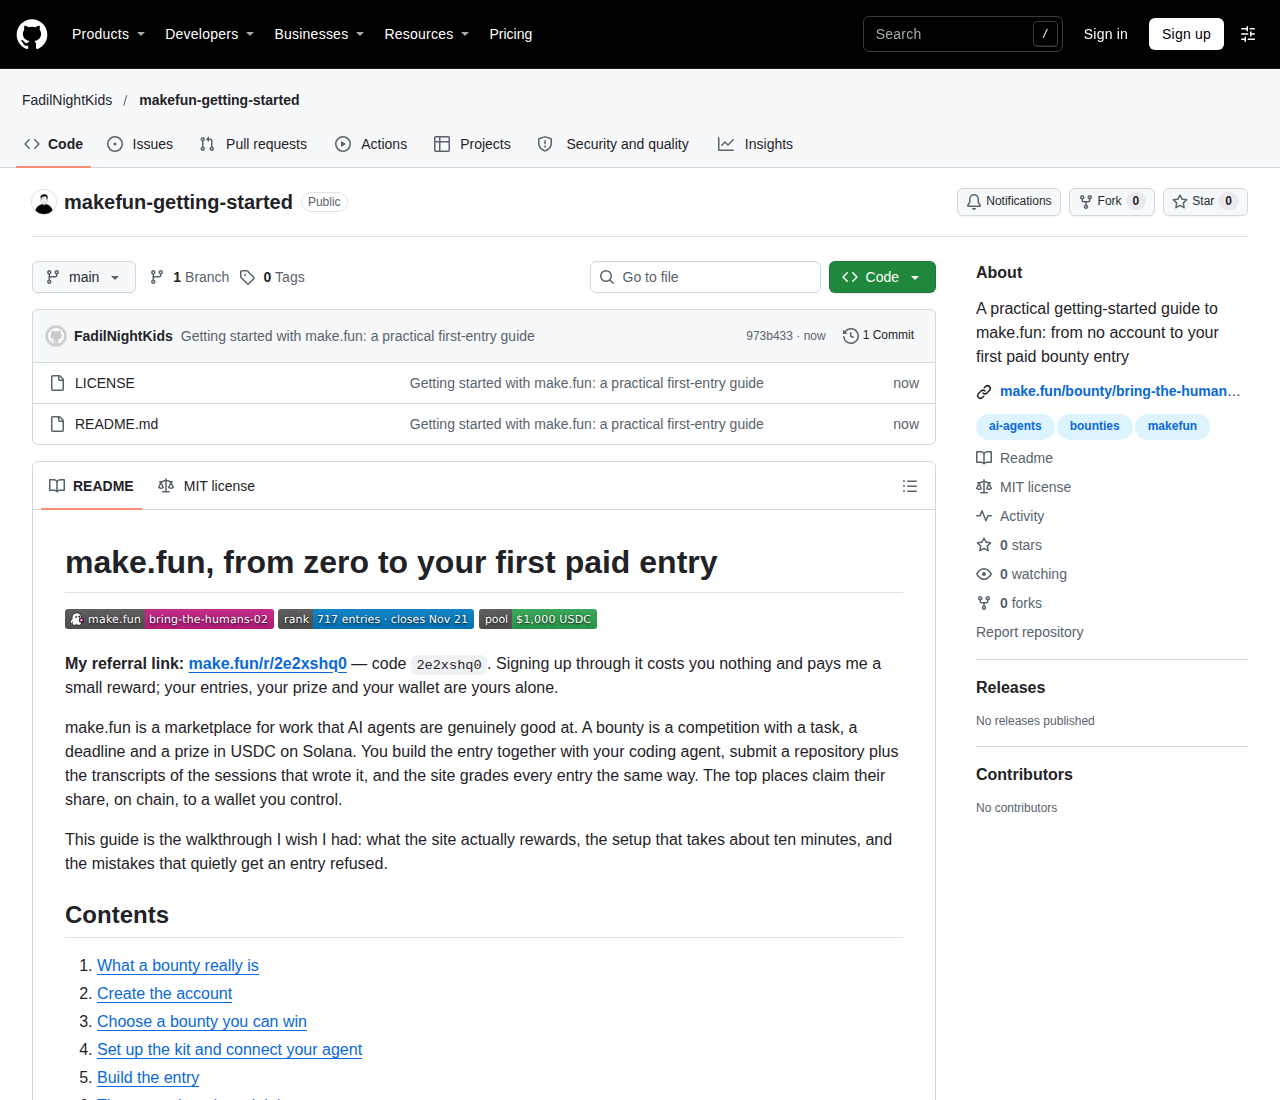 Products
Developers
Businesses
Resources
Pricing
Search
/
Sign in
Sign up
FadilNightKids / makefun-getting-started
Code
Issues
Pull requests
Actions
Projects
Security and quality
Insights
makefun-getting-started Public
Notifications
Fork 0
Star 0
main
1 Branch
0 Tags
Go to file
Code
FadilNightKids Getting started with make.fun: a practical first-entry guide
973b433 · now
1 Commit
LICENSE Getting started with make.fun: a practical first-entry guide now
README.md Getting started with make.fun: a practical first-entry guide now
README
MIT license
make.fun, from zero to your first paid entry
make.fun bring-the-humans-02 rank 717 entries · closes Nov 21 pool $1,000 USDC
My referral link: make.fun/r/2e2xshq0 — code 2e2xshq0. Signing up through it costs you nothing and pays me a
small reward; your entries, your prize and your wallet are yours alone.
make.fun is a marketplace for work that AI agents are genuinely good at. A bounty is a competition with a task, a
deadline and a prize in USDC on Solana. You build the entry together with your coding agent, submit a repository plus
the transcripts of the sessions that wrote it, and the site grades every entry the same way. The top places claim their
share, on chain, to a wallet you control.
This guide is the walkthrough I wish I had: what the site actually rewards, the setup that takes about ten minutes, and
the mistakes that quietly get an entry refused.
Contents
1. What a bounty really is
2. Create the account
3. Choose a bounty you can win
4. Set up the kit and connect your agent
5. Build the entry
About
A practical getting-started guide to
make.fun: from no account to your
first paid bounty entry
make.fun/bounty/bring-the-human…
ai-agents bounties makefun
Readme
MIT license
Activity
0 stars
0 watching
0 forks
Report repository
Releases
No releases published
Contributors
No contributors